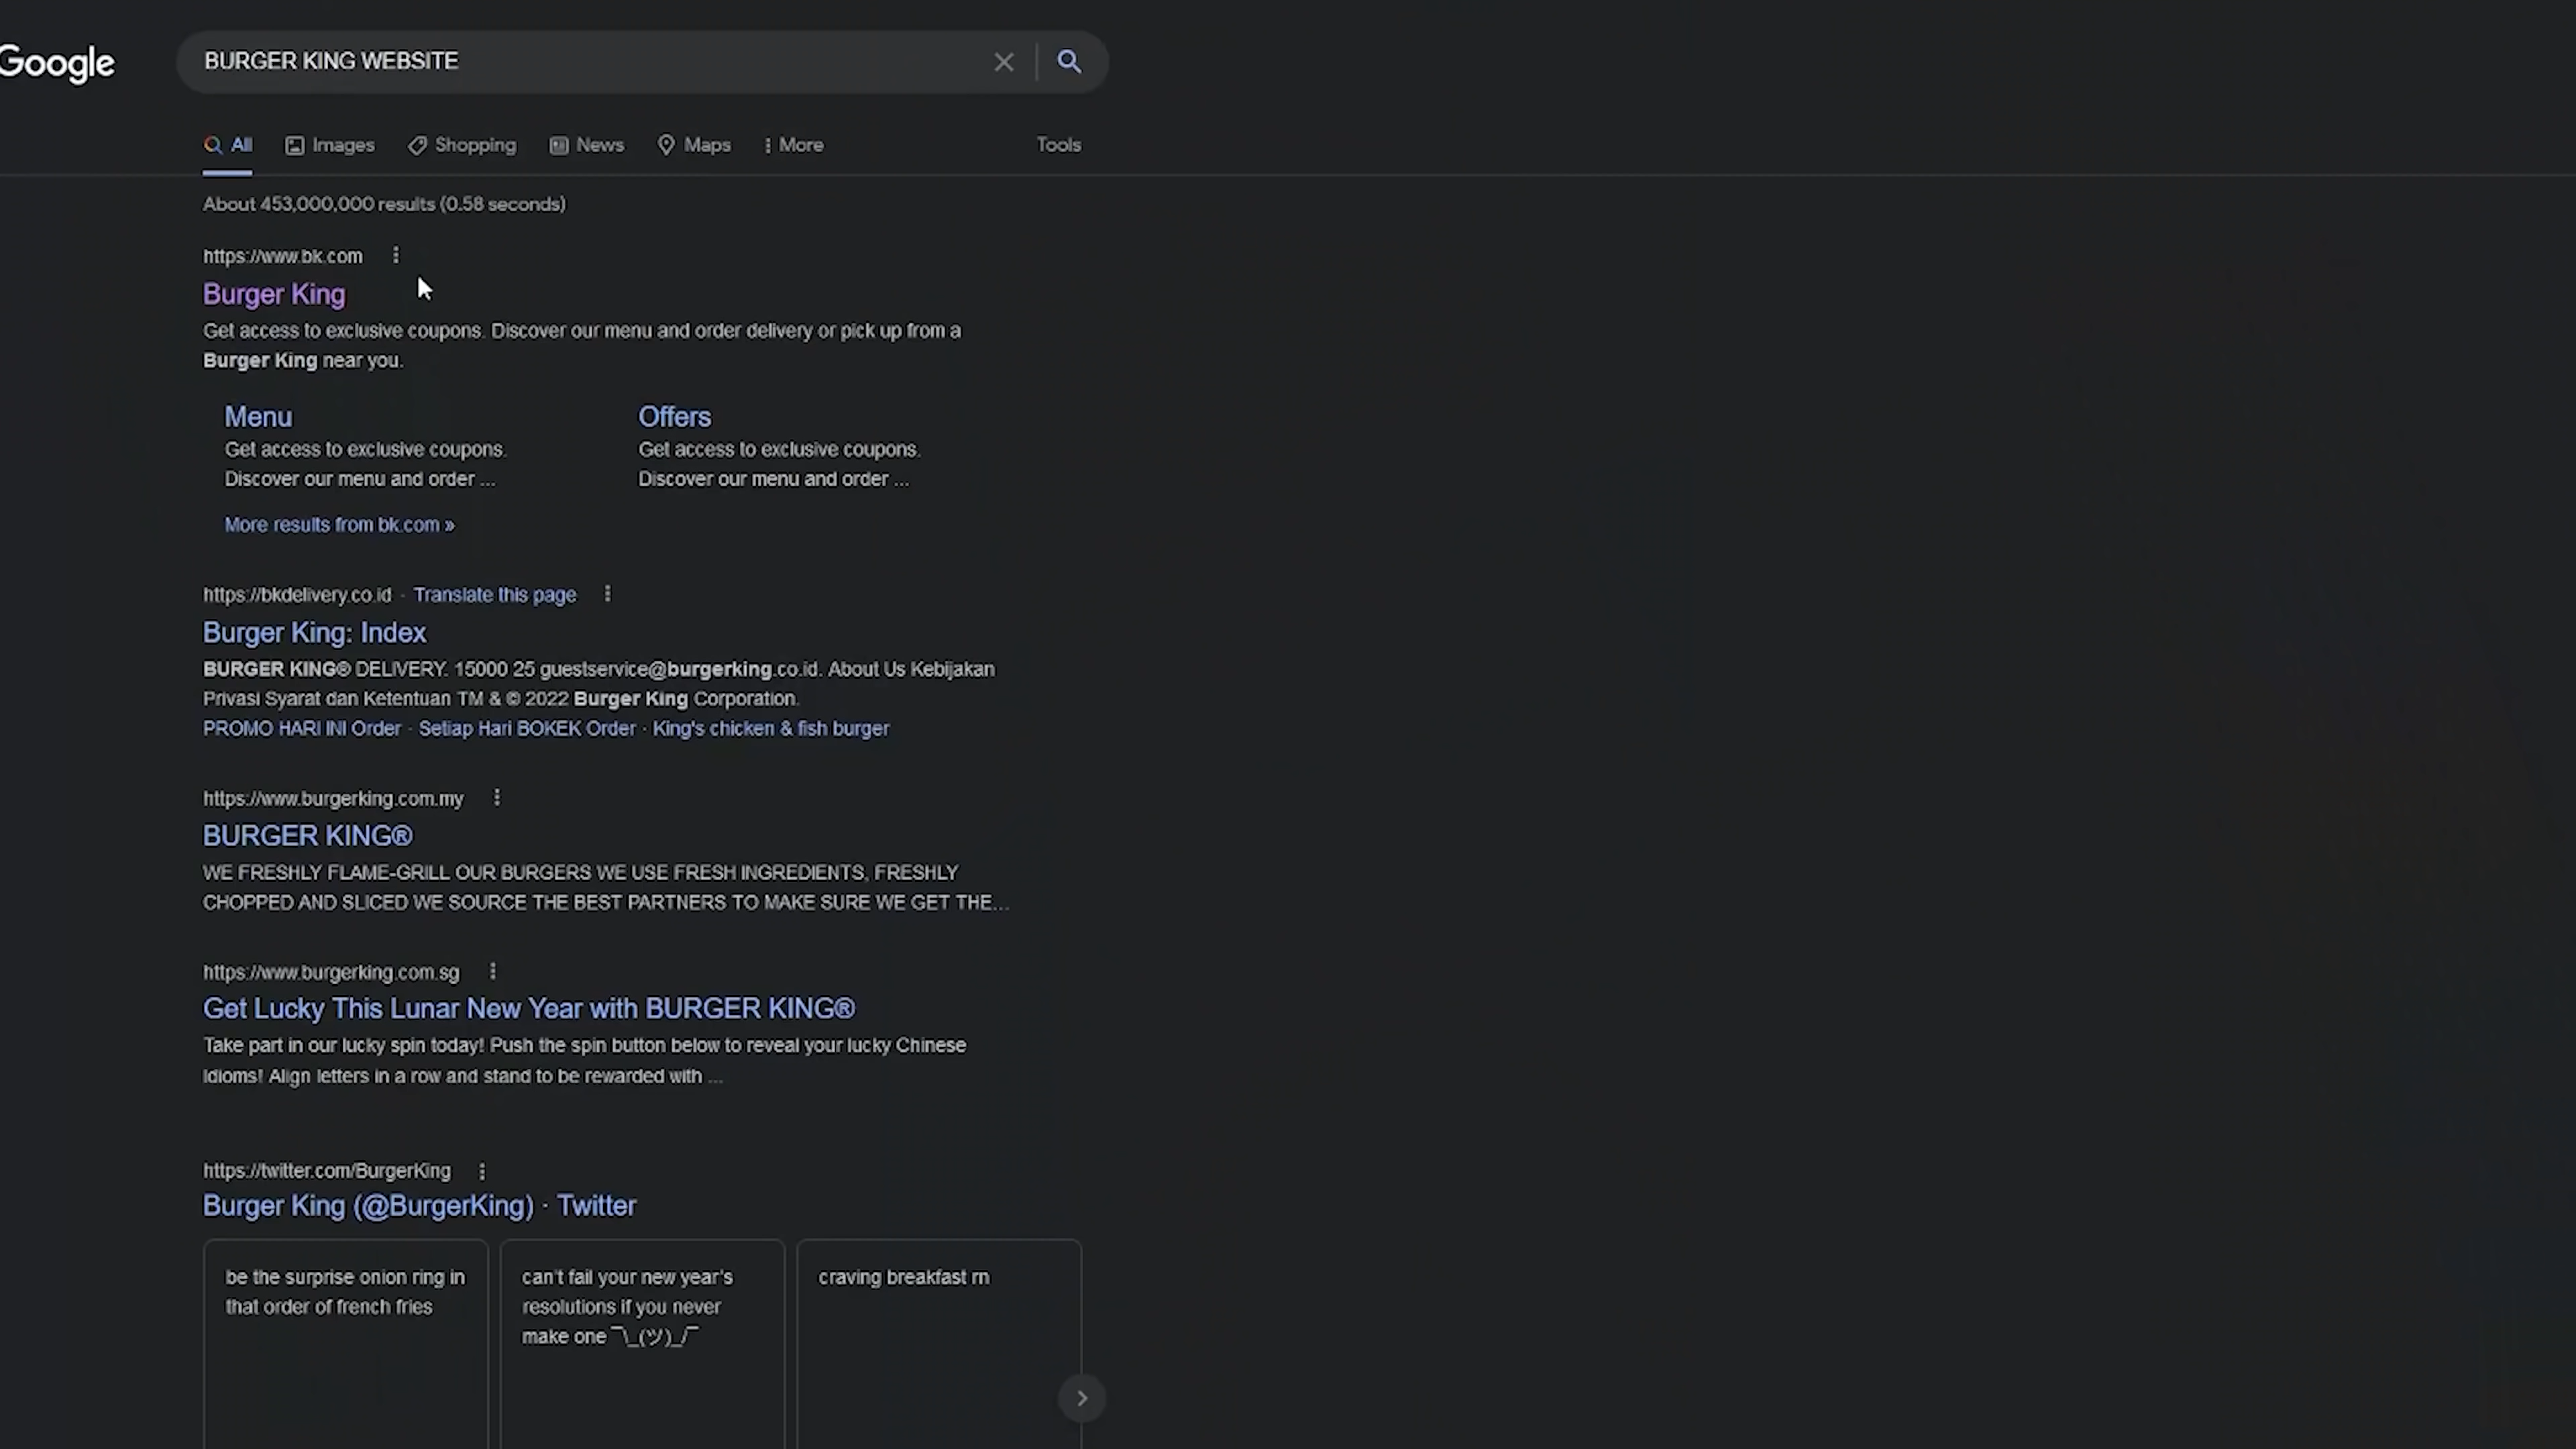 Google
BURGER KING WEBSITE
All
Images
Shopping
News
Maps
More
Tools
About 453,000,000 results (0.58 seconds)
https://www.bk.com
Burger King
Get access to exclusive coupons. Discover our menu and order delivery or pick up from a
Burger King near you.
Menu
Get access to exclusive coupons.
Discover our menu and order ...
Offers
Get access to exclusive coupons.
Discover our menu and order ...
More results from bk.com »
https://bkdelivery.co.id · Translate this page
Burger King: Index
BURGER KING® DELIVERY. 15000 25 guestservice@burgerking.co.id. About Us Kebijakan
Privasi Syarat dan Ketentuan TM & © 2022 Burger King Corporation.
PROMO HARI INI Order · Setiap Hari BOKEK Order · King's chicken & fish burger
https://www.burgerking.com.my
BURGER KING®
WE FRESHLY FLAME-GRILL OUR BURGERS WE USE FRESH INGREDIENTS, FRESHLY
CHOPPED AND SLICED WE SOURCE THE BEST PARTNERS TO MAKE SURE WE GET THE...
https://www.burgerking.com.sg
Get Lucky This Lunar New Year with BURGER KING®
Take part in our lucky spin today! Push the spin button below to reveal your lucky Chinese
Idioms! Align letters in a row and stand to be rewarded with ...
https://twitter.com/BurgerKing
Burger King (@BurgerKing) · Twitter
be the surprise onion ring in
that order of french fries
can't fail your new year's
resolutions if you never
make one ¯\_(ツ)_/¯
craving breakfast rn